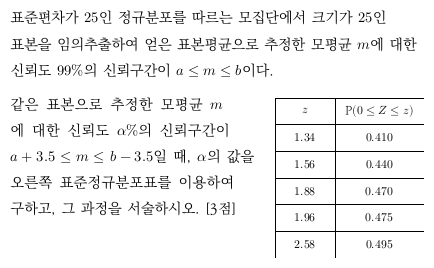 표준편차가 25인 정규분포를 따르는 모집단에서 크기가 25인
표본을 임의추출하여 얻은 표본평균으로 추정한 모평균 m에 대한
신뢰도 99%의 신뢰구간이 a ≤ m ≤ b이다.
같은 표본으로 추정한 모평균 m
에 대한 신뢰도 α%의 신뢰구간이
a + 3.5 ≤ m ≤ b − 3.5일 때, α의 값을
오른쪽 표준정규분포표를 이용하여
구하고, 그 과정을 서술하시오. [3점]
z P(0 ≤ Z ≤ z)
1.34 0.410
1.56 0.440
1.88 0.470
1.96 0.475
2.58 0.495